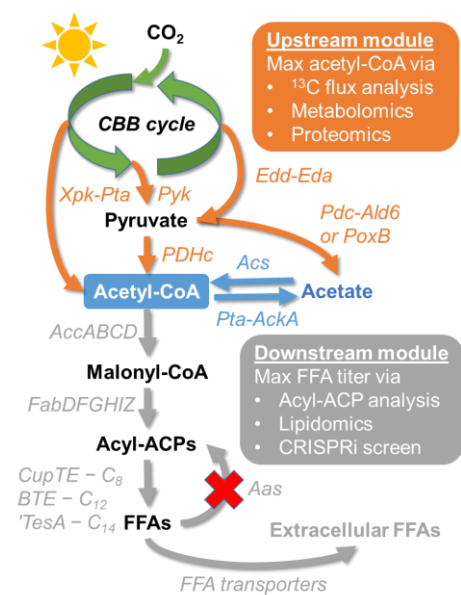 CO2
Upstream module
Max acetyl-CoA via
• 13C flux analysis
• Metabolomics
• Proteomics
CBB cycle
Xpk-Pta
Pyk
Edd-Eda
Pyruvate
Pdc-Ald6
or PoxB
PDHc
Acs
Acetyl-CoA
Acetate
Pta-AckA
AccABCD
Downstream module
Max FFA titer via
• Acyl-ACP analysis
• Lipidomics
• CRISPRi screen
Malonyl-CoA
FabDFGHIZ
Acyl-ACPs
CupTE – C8
BTE – C12
'TesA – C14
Aas
FFAs
Extracellular FFAs
FFA transporters